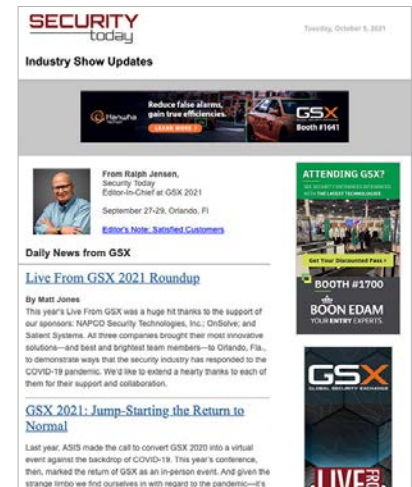 SECURITY
today
Tuesday, October 5, 2021
Industry Show Updates
Hanwha
Reduce false alarms,
gain true efficiencies.
LEARN MORE
GSX
Booth #1641
From Ralph Jensen,
Security Today
Editor-In-Chief at GSX 2021
September 27-29, Orlando, Fl
Editor's Note: Satisfied Customers
Daily News from GSX
Live From GSX 2021 Roundup
By Matt Jones
This year's Live From GSX was a huge hit thanks to the support of
our sponsors: NAPCO Security Technologies, Inc.; OnSolve; and
Salient Systems. All three companies brought their most innovative
solutions—and best and brightest team members—to Orlando, Fla.,
to demonstrate ways that the security industry has responded to the
COVID-19 pandemic. We'd like to extend a hearty thanks to each of
them for their support and collaboration.
GSX 2021: Jump-Starting the Return to
Normal
Last year, ASIS made the call to convert GSX 2020 into a virtual
event against the backdrop of COVID-19. This year's conference,
then, marked the return of GSX as an in-person event. And given the
strange limbo we find ourselves in with regard to the pandemic—it's
ATTENDING GSX?
SEE SECURITY ENTRANCES INTEGRATED
WITH THE LATEST TECHNOLOGIES
Get Your Discounted Pass >
BOOTH #1700
BOON EDAM
YOUR ENTRY EXPERTS
GSX
GLOBAL SECURITY EXCHANGE
LIVE